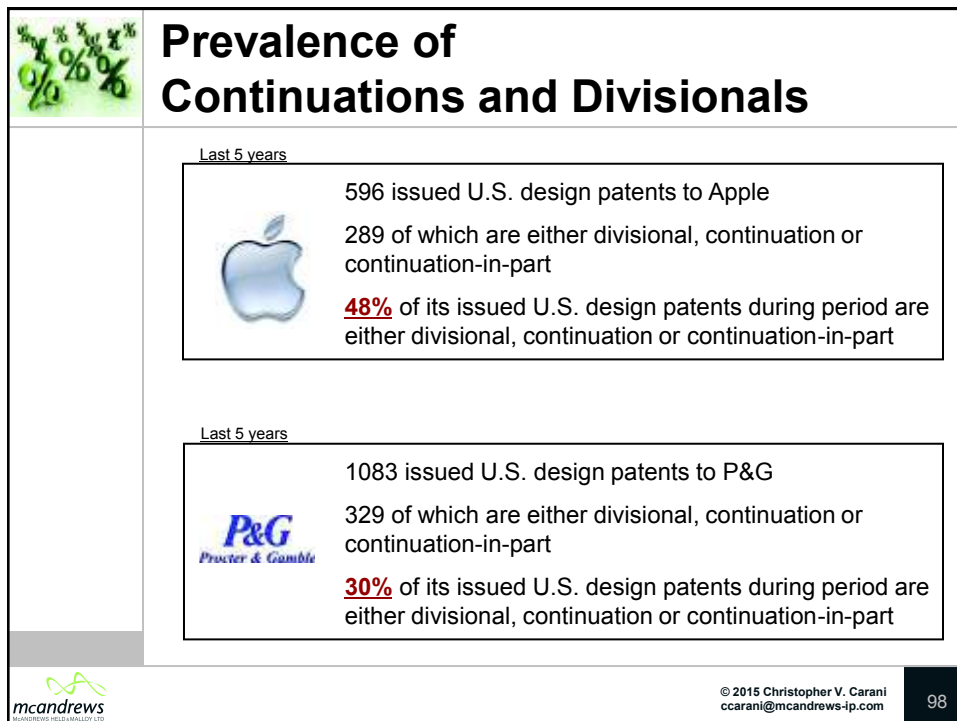 Prevalence of
Continuations and Divisionals
Last 5 years
596 issued U.S. design patents to Apple
289 of which are either divisional, continuation or
continuation-in-part
48% of its issued U.S. design patents during period are
either divisional, continuation or continuation-in-part
Last 5 years
P&G
Procter & Gamble
1083 issued U.S. design patents to P&G
329 of which are either divisional, continuation or
continuation-in-part
30% of its issued U.S. design patents during period are
either divisional, continuation or continuation-in-part
mcandrews
McANDREWS HELD & MALLOY LTD
© 2015 Christopher V. Carani
ccarani@mcandrews-ip.com
98